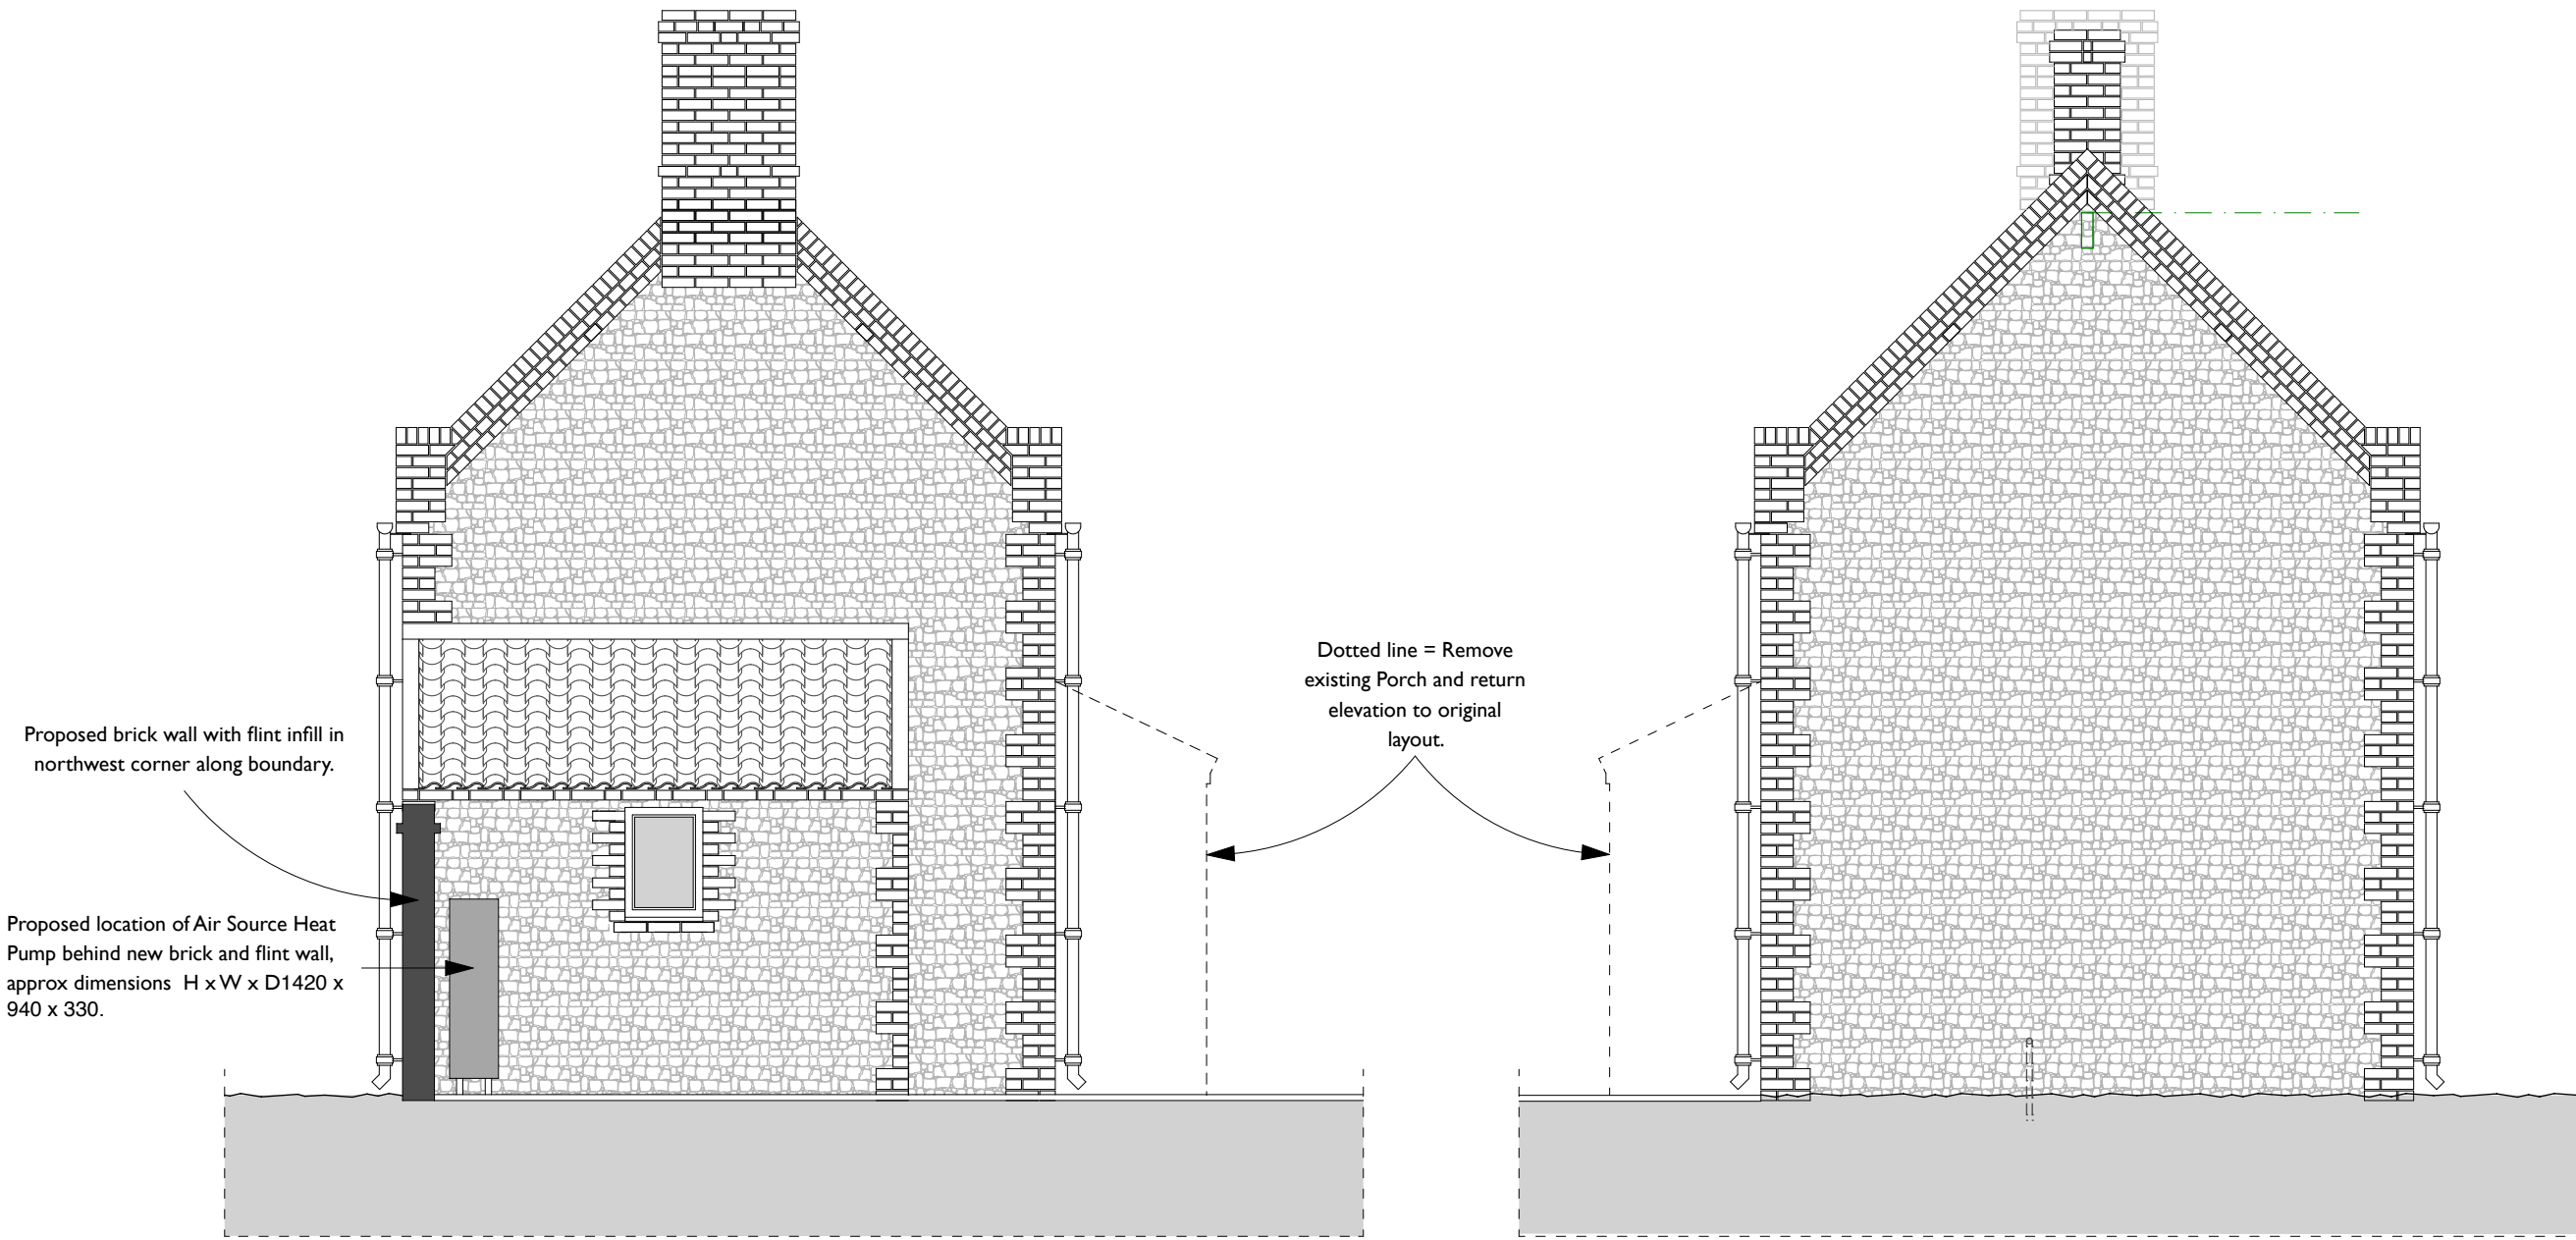 Proposed brick wall with flint infill in
northwest corner along boundary.
Proposed location of Air Source Heat
Pump behind new brick and flint wall,
approx dimensions H x W x D1420 x
940 x 330.
Dotted line = Remove
existing Porch and return
elevation to original
layout.